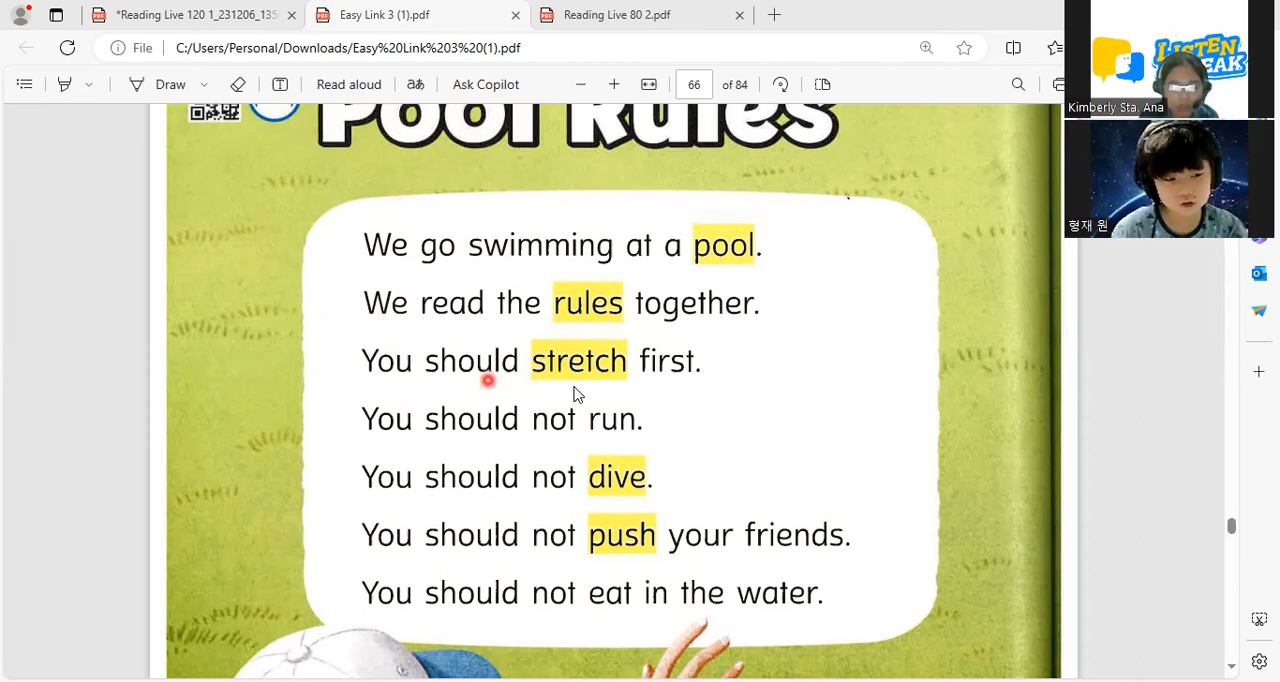 *Reading Live 120 1_231206_135
Easy Link 3 (1).pdf
Reading Live 80 2.pdf
File
C:/Users/Personal/Downloads/Easy%20Link%203%20(1).pdf
Draw
Read aloud
aあ
Ask Copilot
66 of 84
Pool Rules
We go swimming at a pool.
We read the rules together.
You should stretch first.
You should not run.
You should not dive.
You should not push your friends.
You should not eat in the water.
LISTEN
Kimberly Sta. Ana
형재 원